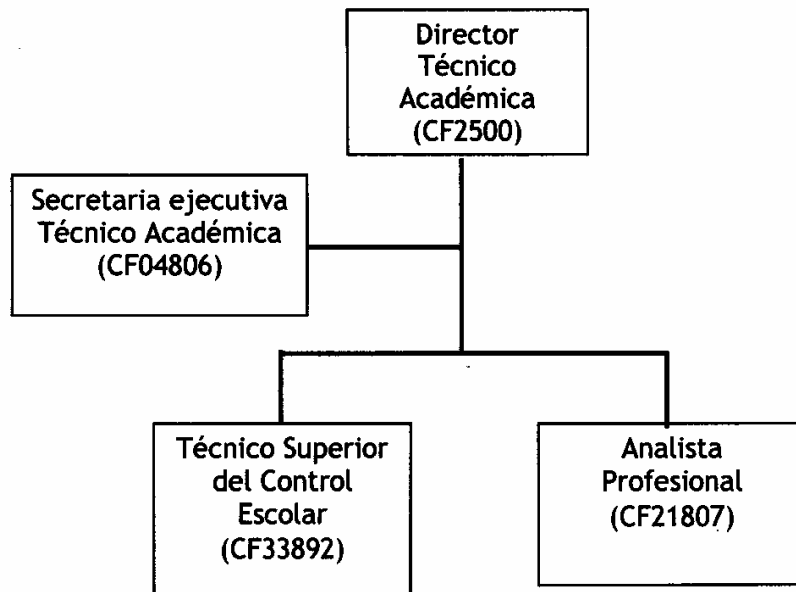 Director
Técnico
Académica
(CF2500)
Secretaria ejecutiva
Técnico Académica
(CF04806)
Técnico Superior
del Control
Escolar
(CF33892)
Analista
Profesional
(CF21807)